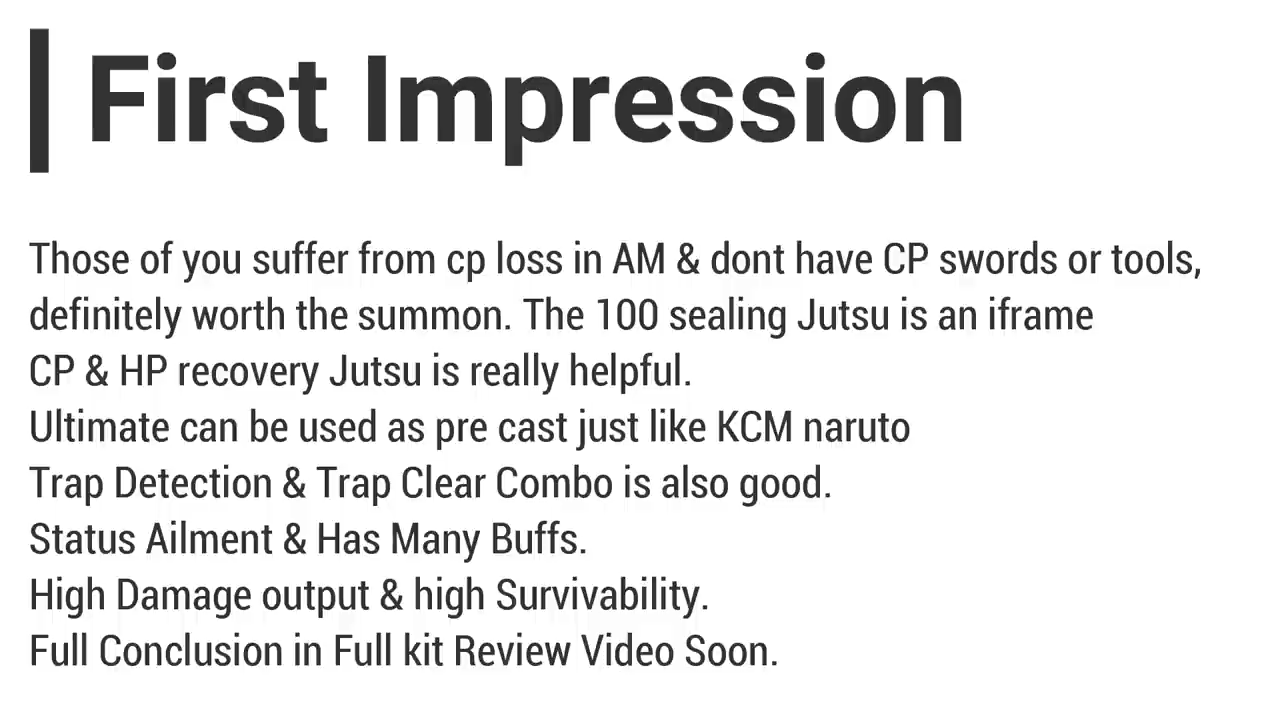 First Impression
Those of you suffer from cp loss in AM & dont have CP swords or tools,
definitely worth the summon. The 100 sealing Jutsu is an iframe
CP & HP recovery Jutsu is really helpful.
Ultimate can be used as pre cast just like KCM naruto
Trap Detection & Trap Clear Combo is also good.
Status Ailment & Has Many Buffs.
High Damage output & high Survivability.
Full Conclusion in Full kit Review Video Soon.